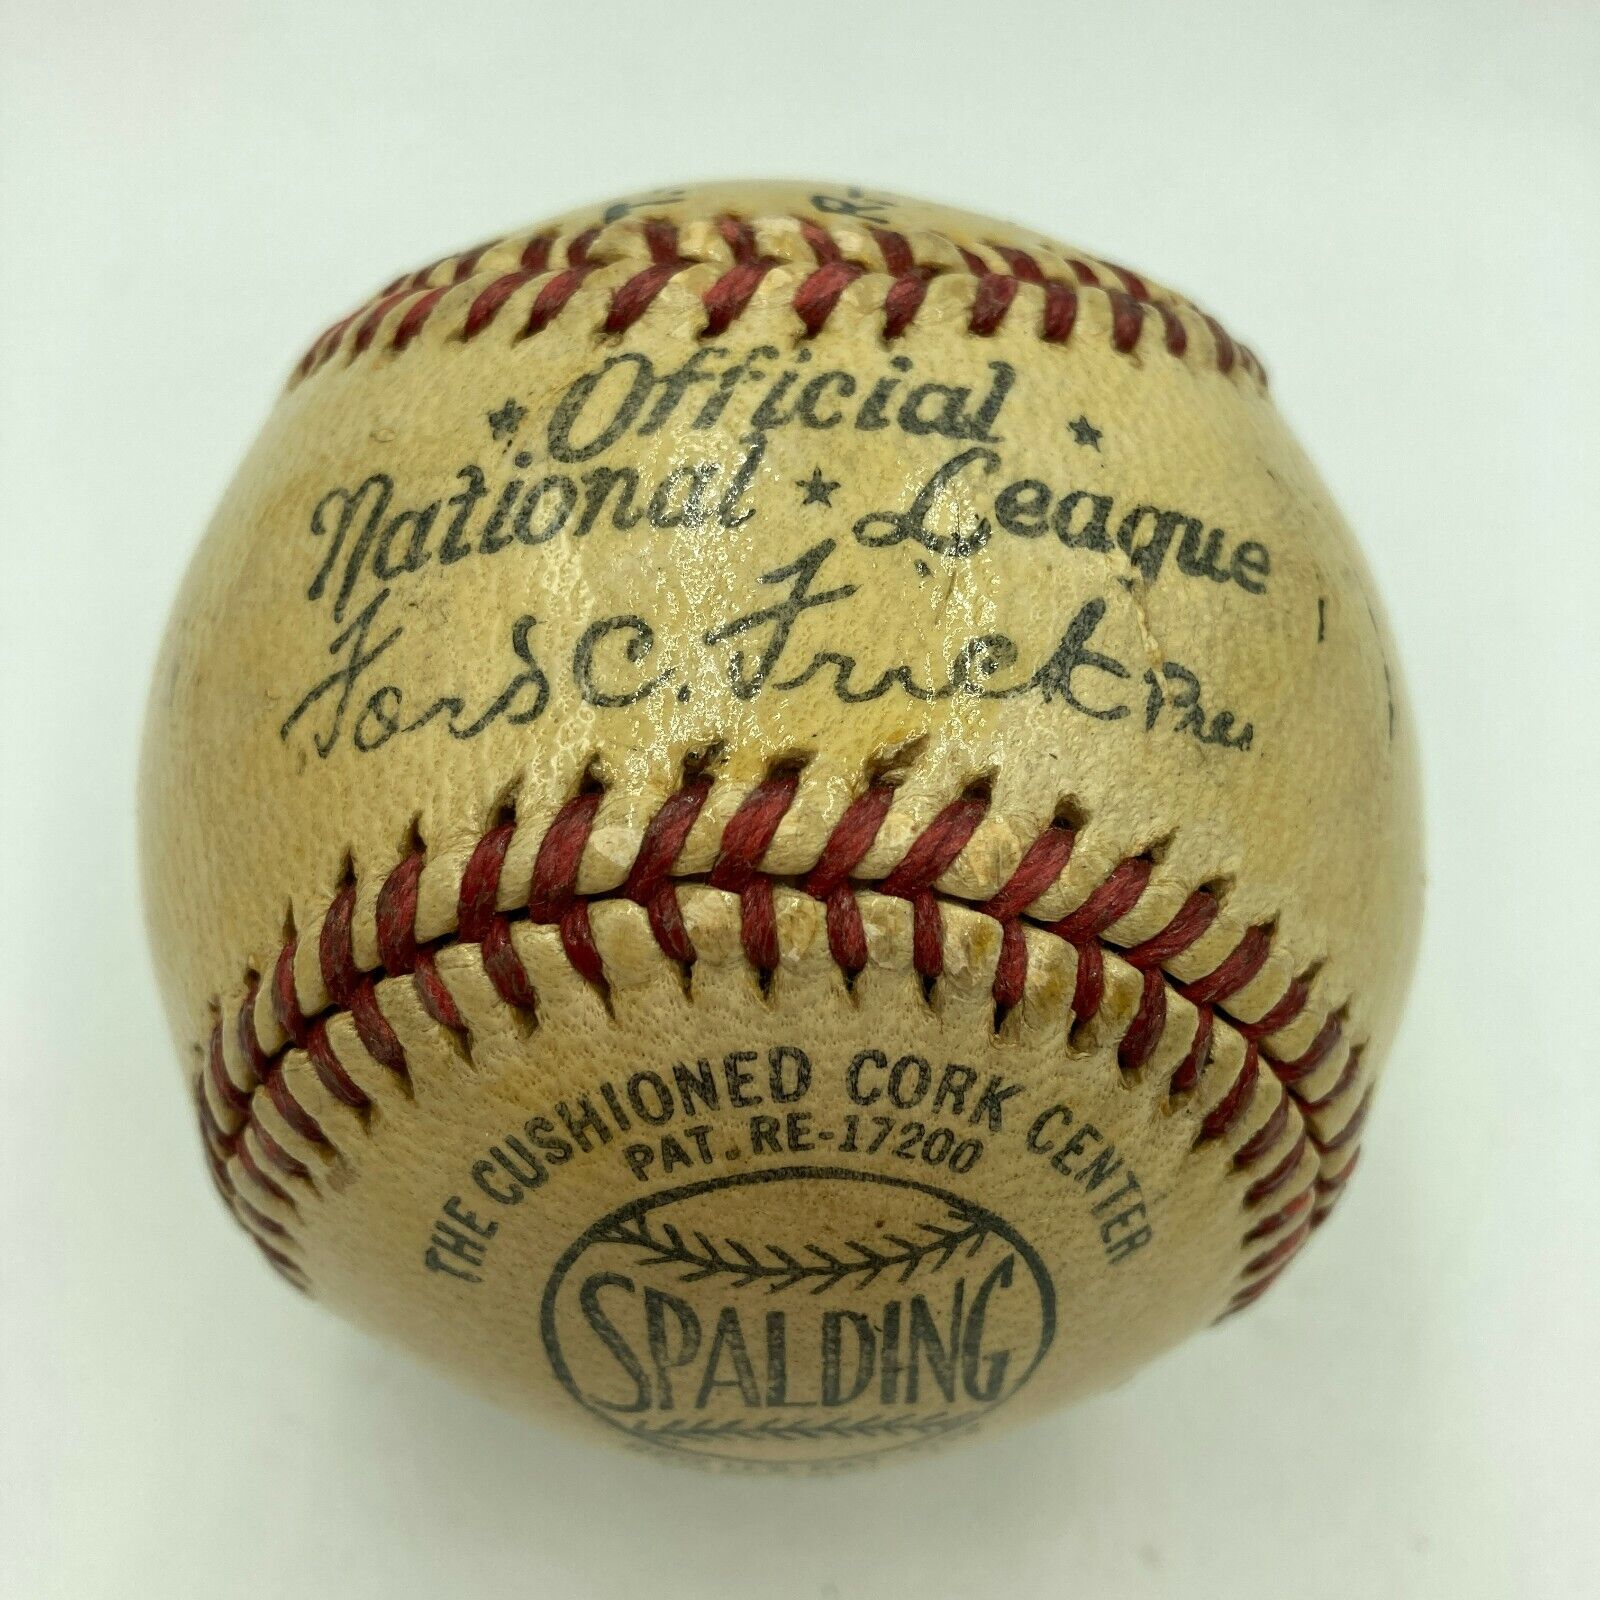 ★ Official ★
National ★ League
Ford C. Frick Pres
THE CUSHIONED CORK CENTER
PAT. RE-17200
SPALDING